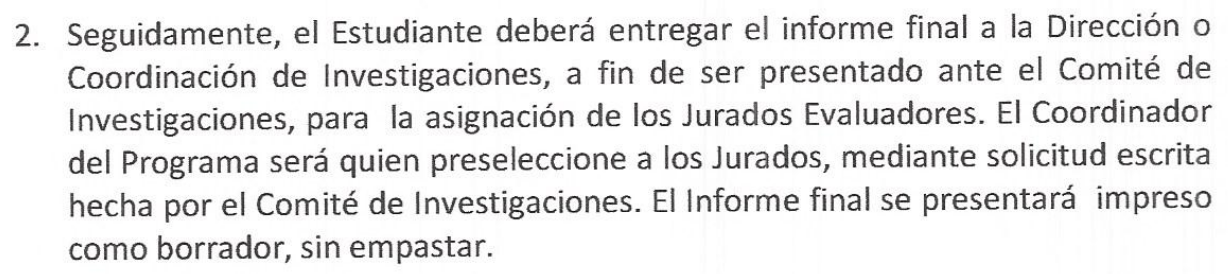 2. Seguidamente, el Estudiante deberá entregar el informe final a la Dirección o
Coordinación de Investigaciones, a fin de ser presentado ante el Comité de
Investigaciones, para la asignación de los Jurados Evaluadores. El Coordinador
del Programa será quien preseleccione a los Jurados, mediante solicitud escrita
hecha por el Comité de Investigaciones. El Informe final se presentará impreso
como borrador, sin empastar.